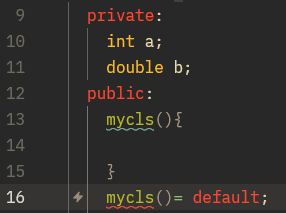 9 private:
10 int a;
11 double b;
12 public:
13 mycls(){
14
15 }
16 mycls()= default;